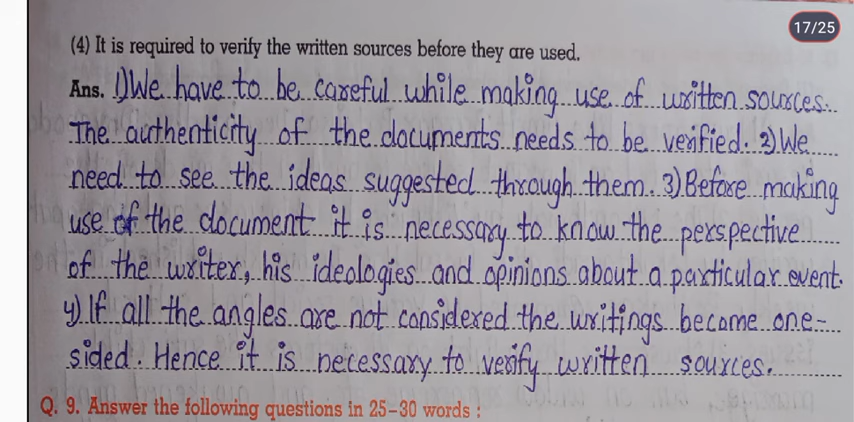 17/25
(4) It is required to verify the written sources before they are used.
Ans. 1) We have to be careful while making use of written sources.
The authenticity of the documents needs to be verified. 2) We
need to see the ideas suggested through them. 3) Before making
use of the document it is necessary to know the perspective
of the writer, his ideologies and opinions about a particular event.
4) If all the angles are not considered the writings become one-
sided. Hence it is necessary to verify written sources.
Q. 9. Answer the following questions in 25-30 words :